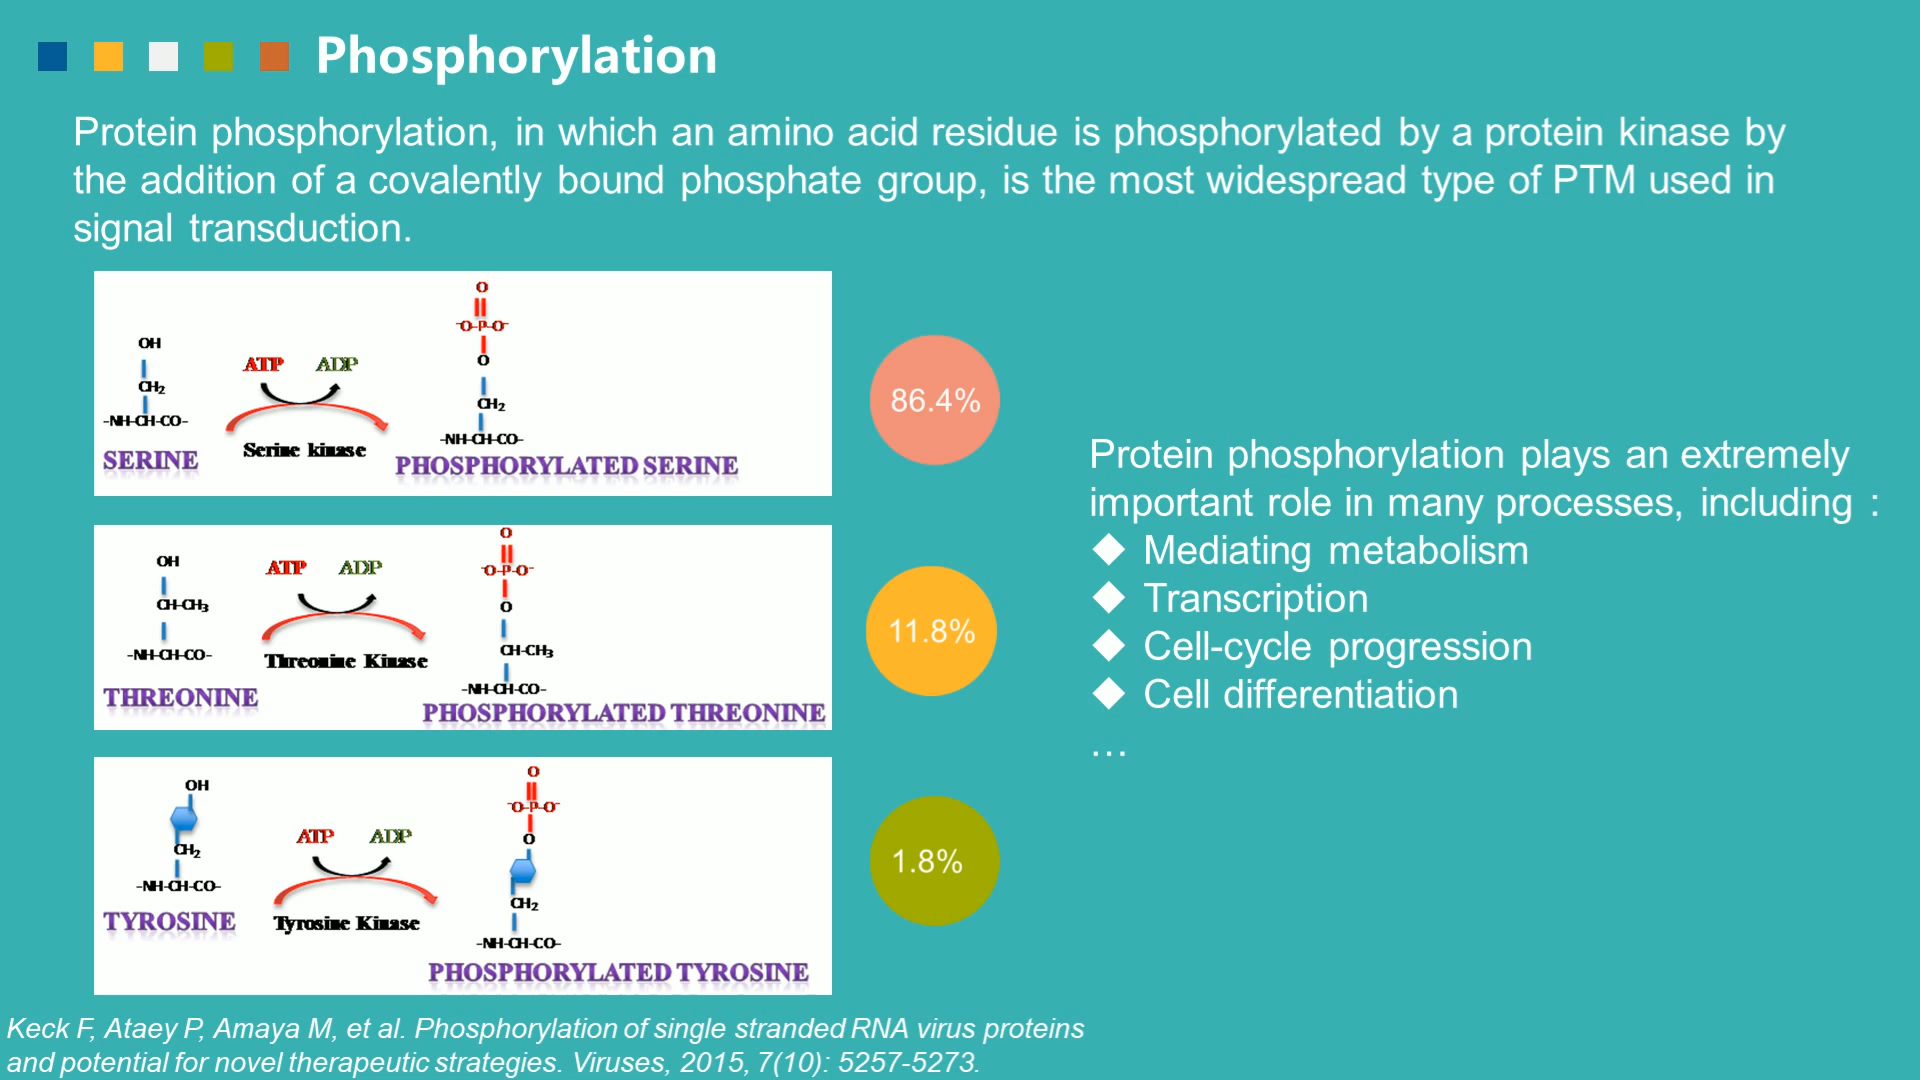 Phosphorylation
Protein phosphorylation, in which an amino acid residue is phosphorylated by a protein kinase by
the addition of a covalently bound phosphate group, is the most widespread type of PTM used in
signal transduction.
O
⁻O-P-O⁻
O
CH₂
-NH-CH-CO-
PHOSPHORYLATED SERINE
OH
CH₂
-NH-CH-CO-
SERINE
ATP ADP
Serine kinase
86.4%
O
⁻O-P-O⁻
O
CH-CH₃
-NH-CH-CO-
PHOSPHORYLATED THREONINE
OH
CH-CH₃
-NH-CH-CO-
THREONINE
ATP ADP
Threonine Kinase
11.8%
O
⁻O-P-O⁻
O
CH₂
-NH-CH-CO-
PHOSPHORYLATED TYROSINE
OH
CH₂
-NH-CH-CO-
TYROSINE
ATP ADP
Tyrosine Kinase
1.8%
Protein phosphorylation plays an extremely
important role in many processes, including :
◆ Mediating metabolism
◆ Transcription
◆ Cell-cycle progression
◆ Cell differentiation
…
Keck F, Ataey P, Amaya M, et al. Phosphorylation of single stranded RNA virus proteins
and potential for novel therapeutic strategies. Viruses, 2015, 7(10): 5257-5273.